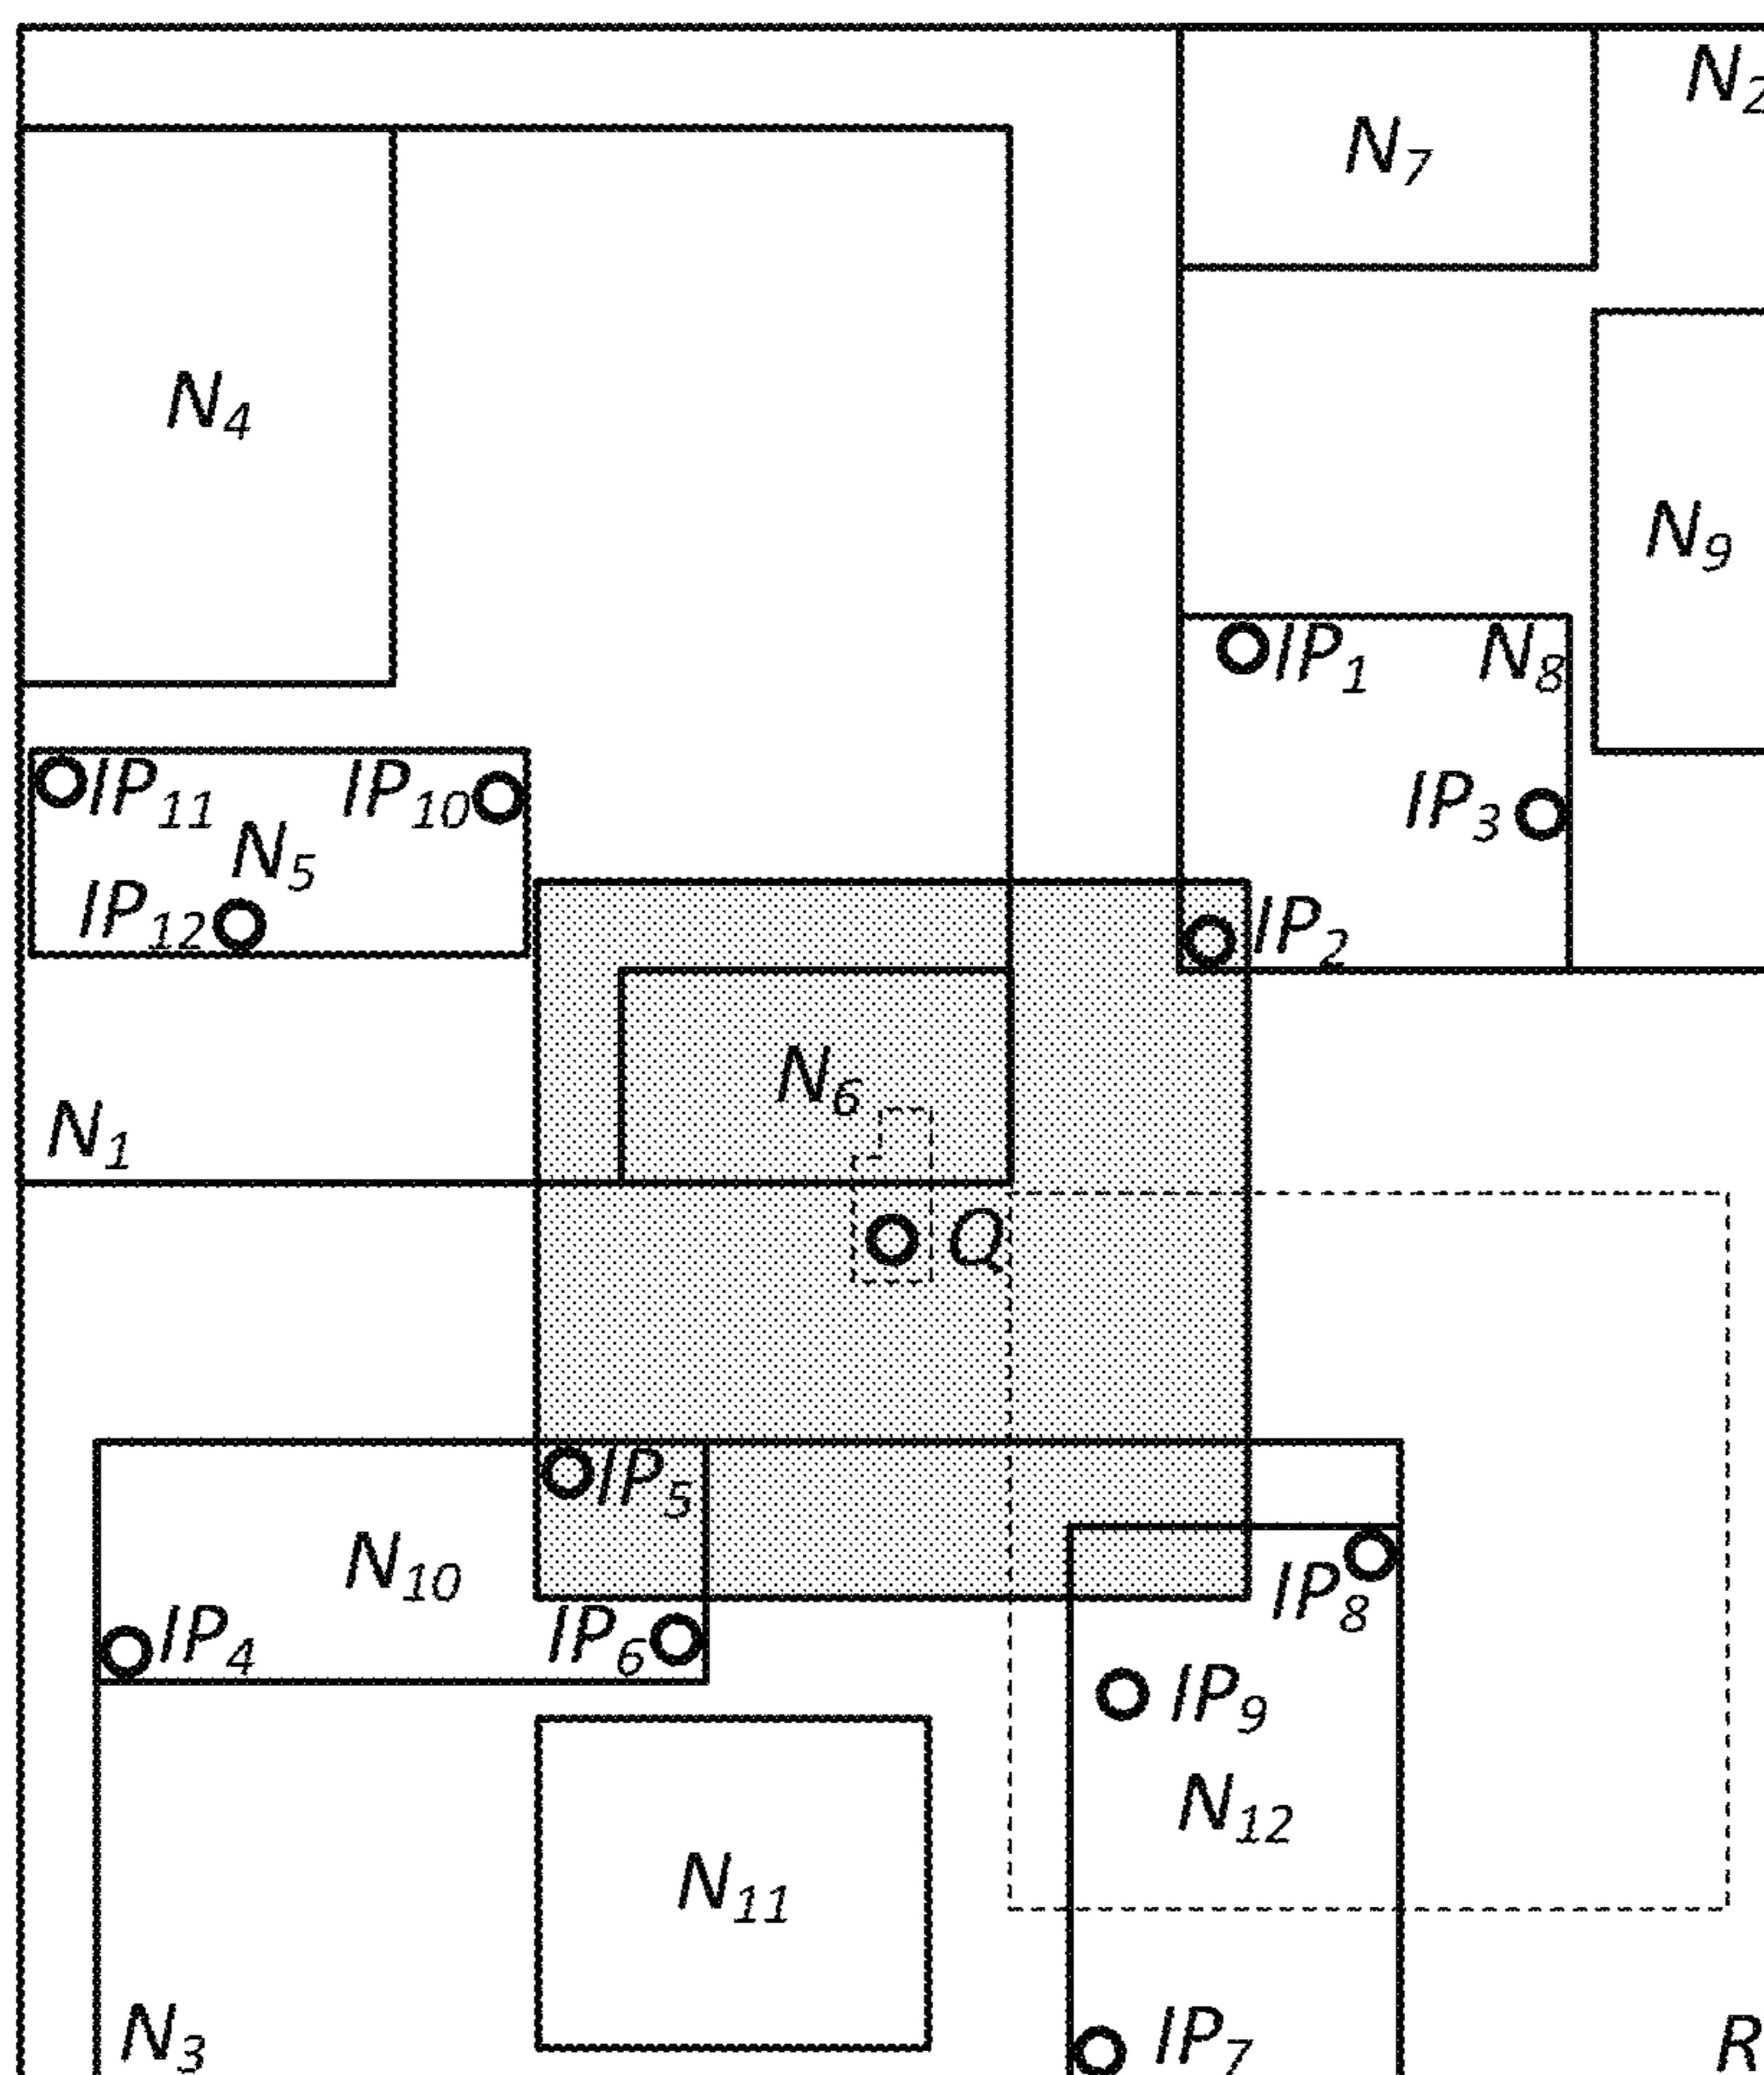 N₂
N₇
N₄
N₉
IP₁ N₈
IP₁₁ IP₁₀ IP₃
N₅
IP₁₂ IP₂
N₆
N₁
Q
IP₅
N₁₀ IP₈
IP₄ IP₆
IP₉
N₁₂
N₁₁
N₃ IP₇ R